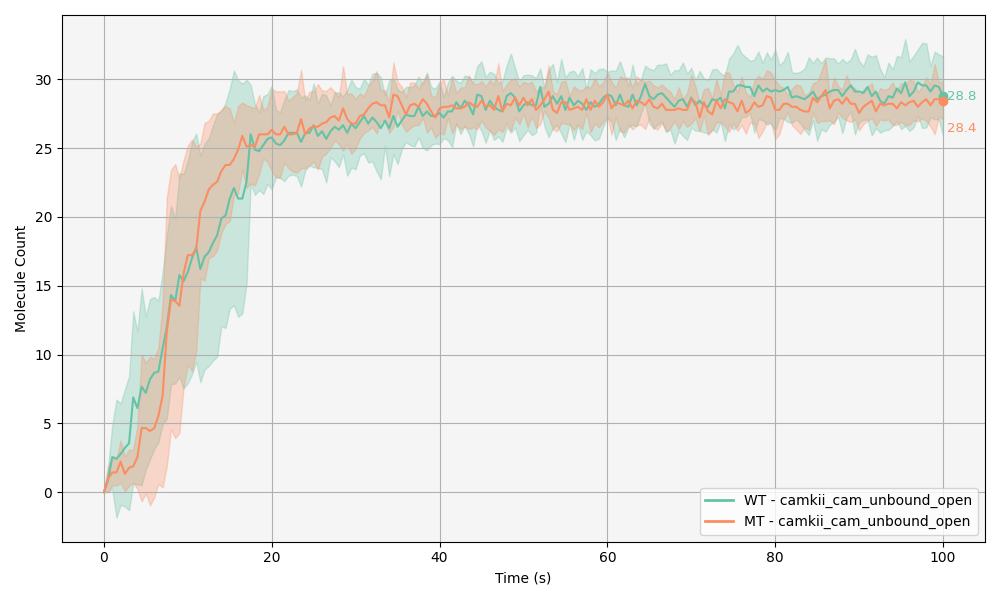 30
25
20
15
10
5
0
Molecule Count
28.8
28.4
WT - camkii_cam_unbound_open
MT - camkii_cam_unbound_open
0 20 40 60 80 100
Time (s)